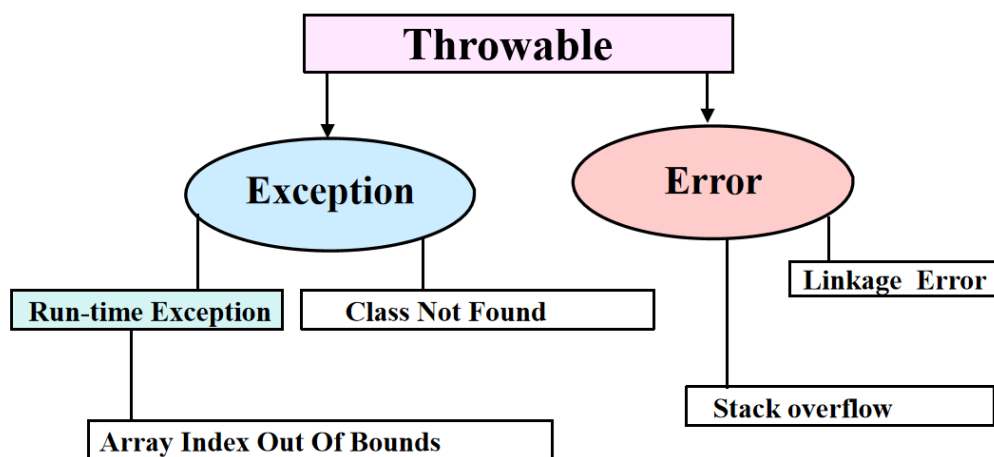 Throwable
Exception
Error
Linkage Error
Run-time Exception
Class Not Found
Stack overflow
Array Index Out Of Bounds